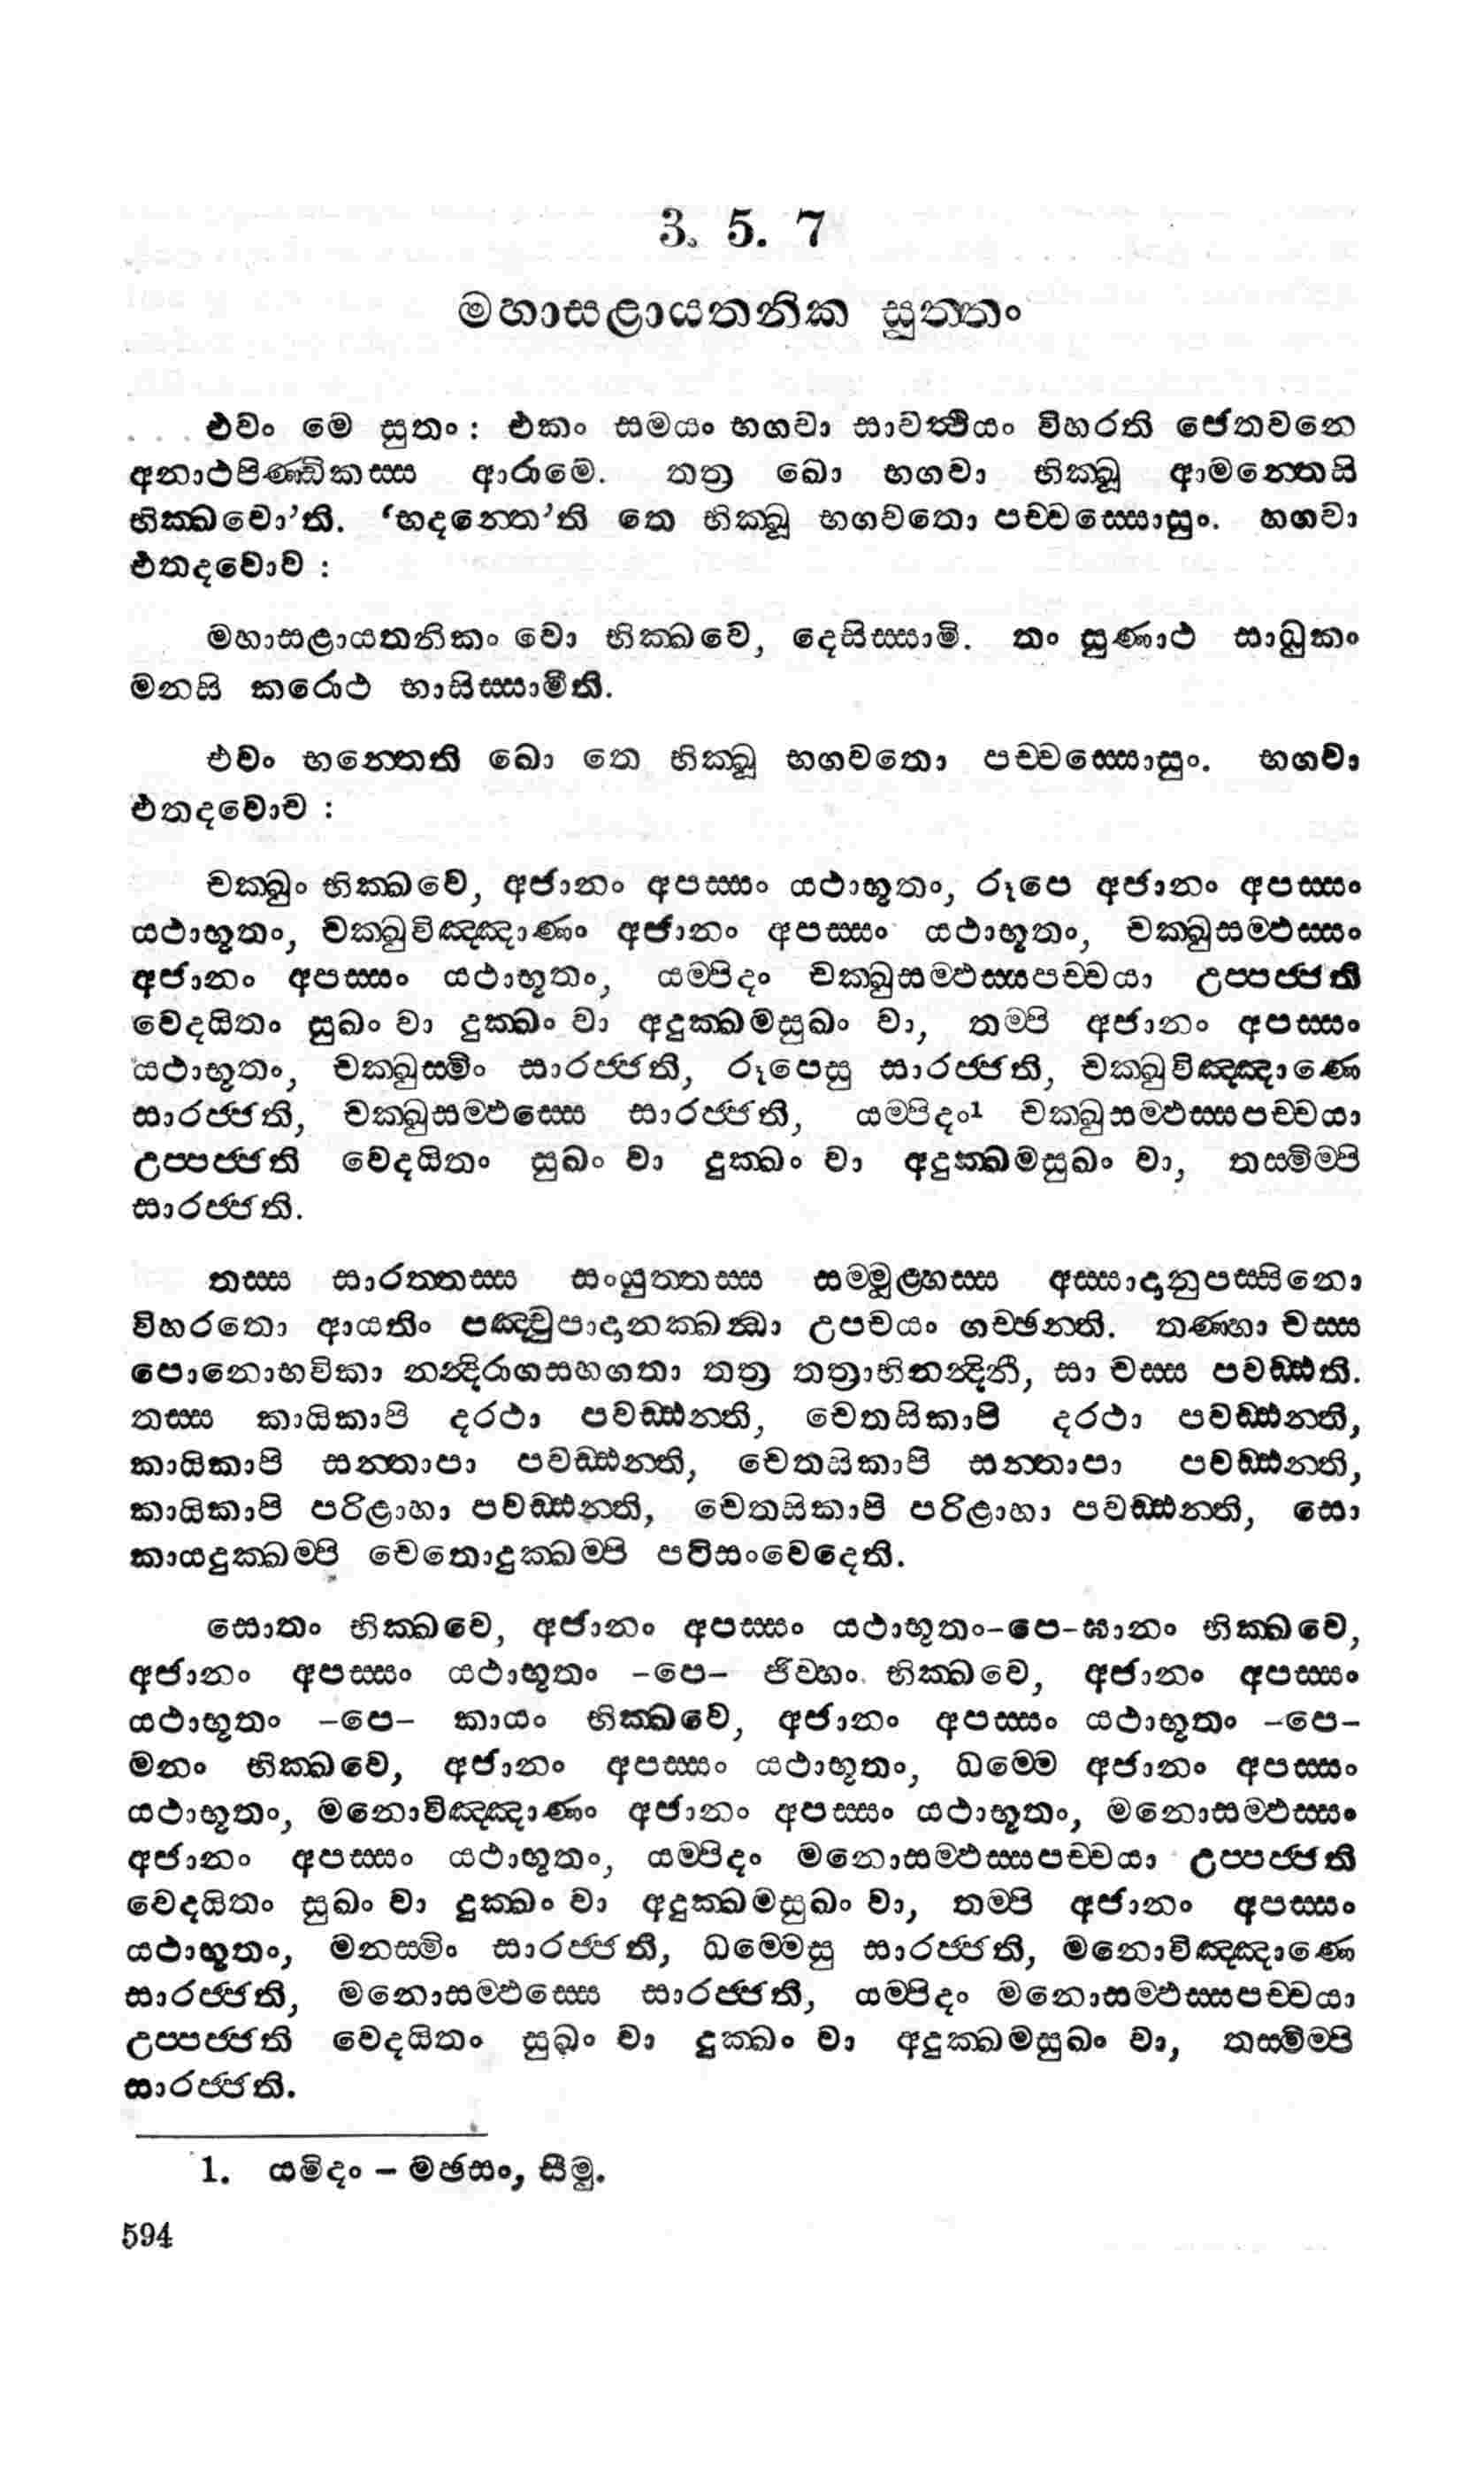 3. 5. 7
මහාසළායතනික සුත්තං
එවං මෙ සුතං: එකං සමයං භගවා සාවත්ථියං විහරති ජෙතවනෙ
අනාථපිණ්ඩිකස්ස ආරාමෙ. තත්‍ර ඛො භගවා භික්ඛූ ආමන්තෙසි
භික්ඛවො’ති. ‘භදන්තෙ’ති තෙ භික්ඛූ භගවතො පච්චස්සොසුං. භගවා
එතදවොච :
මහාසළායතනිකං වො භික්ඛවෙ, දෙසිස්සාමි. තං සුණාථ සාධුකං
මනසි කරොථ භාසිස්සාමීති.
එවං භන්තෙති ඛො තෙ භික්ඛූ භගවතො පච්චස්සොසුං. භගවා
එතදවොච :
චක්ඛුං භික්ඛවෙ, අජානං අපස්සං යථාභූතං, රූපෙ අජානං අපස්සං
යථාභූතං, චක්ඛුවිඤ්ඤාණං අජානං අපස්සං යථාභූතං, චක්ඛුසම්ඵස්සං
අජානං අපස්සං යථාභූතං, යම්පිදං චක්ඛුසම්ඵස්සපච්චයා උප්පජ්ජති
වෙදයිතං සුඛං වා දුක්ඛං වා අදුක්ඛමසුඛං වා, තම්පි අජානං අපස්සං
යථාභූතං, චක්ඛුස්මිං සාරජ්ජති, රූපෙසු සාරජ්ජති, චක්ඛුවිඤ්ඤාණෙ
සාරජ්ජති, චක්ඛුසම්ඵස්සෙ සාරජ්ජති, යම්පිදං¹ චක්ඛුසම්ඵස්සපච්චයා
උප්පජ්ජති වෙදයිතං සුඛං වා දුක්ඛං වා අදුක්ඛමසුඛං වා, තස්මිම්පි
සාරජ්ජති.
තස්ස සාරත්තස්ස සංයුත්තස්ස සම්මූළ්හස්ස අස්සාදානුපස්සිනො
විහරතො ආයතිං පඤ්චුපාදානක්ඛන්ධා උපචයං ගච්ඡන්ති. තණ්හා චස්ස
පොනොභවිකා නන්දිරාගසහගතා තත්‍ර තත්‍රාභිනන්දිනී, සා චස්ස පවඩ්ඪති.
තස්ස කායිකාපි දරථා පවඩ්ඪන්ති, චෙතසිකාපි දරථා පවඩ්ඪන්ති,
කායිකාපි සන්තාපා පවඩ්ඪන්ති, චෙතසිකාපි සන්තාපා පවඩ්ඪන්ති,
කායිකාපි පරිළාහා පවඩ්ඪන්ති, චෙතසිකාපි පරිළාහා පවඩ්ඪන්ති, සො
කායදුක්ඛම්පි චෙතොදුක්ඛම්පි පටිසංවෙදෙති.
සොතං භික්ඛවෙ, අජානං අපස්සං යථාභූතං-පෙ-ඝානං භික්ඛවෙ,
අජානං අපස්සං යථාභූතං –පෙ– ජිව්හං භික්ඛවෙ, අජානං අපස්සං
යථාභූතං –පෙ– කායං භික්ඛවෙ, අජානං අපස්සං යථාභූතං –පෙ–
මනං භික්ඛවෙ, අජානං අපස්සං යථාභූතං, ධම්මෙ අජානං අපස්සං
යථාභූතං, මනොවිඤ්ඤාණං අජානං අපස්සං යථාභූතං, මනොසම්ඵස්සං
අජානං අපස්සං යථාභූතං, යම්පිදං මනොසම්ඵස්සපච්චයා උප්පජ්ජති
වෙදයිතං සුඛං වා දුක්ඛං වා අදුක්ඛමසුඛං වා, තම්පි අජානං අපස්සං
යථාභූතං, මනස්මිං සාරජ්ජති, ධම්මෙසු සාරජ්ජති, මනොවිඤ්ඤාණෙ
සාරජ්ජති, මනොසම්ඵස්සෙ සාරජ්ජති, යම්පිදං මනොසම්ඵස්සපච්චයා
උප්පජ්ජති වෙදයිතං සුඛං වා දුක්ඛං වා අදුක්ඛමසුඛං වා, තස්මිම්පි
සාරජ්ජති.
1. යමිදං – මඡසං, සීමු.
594